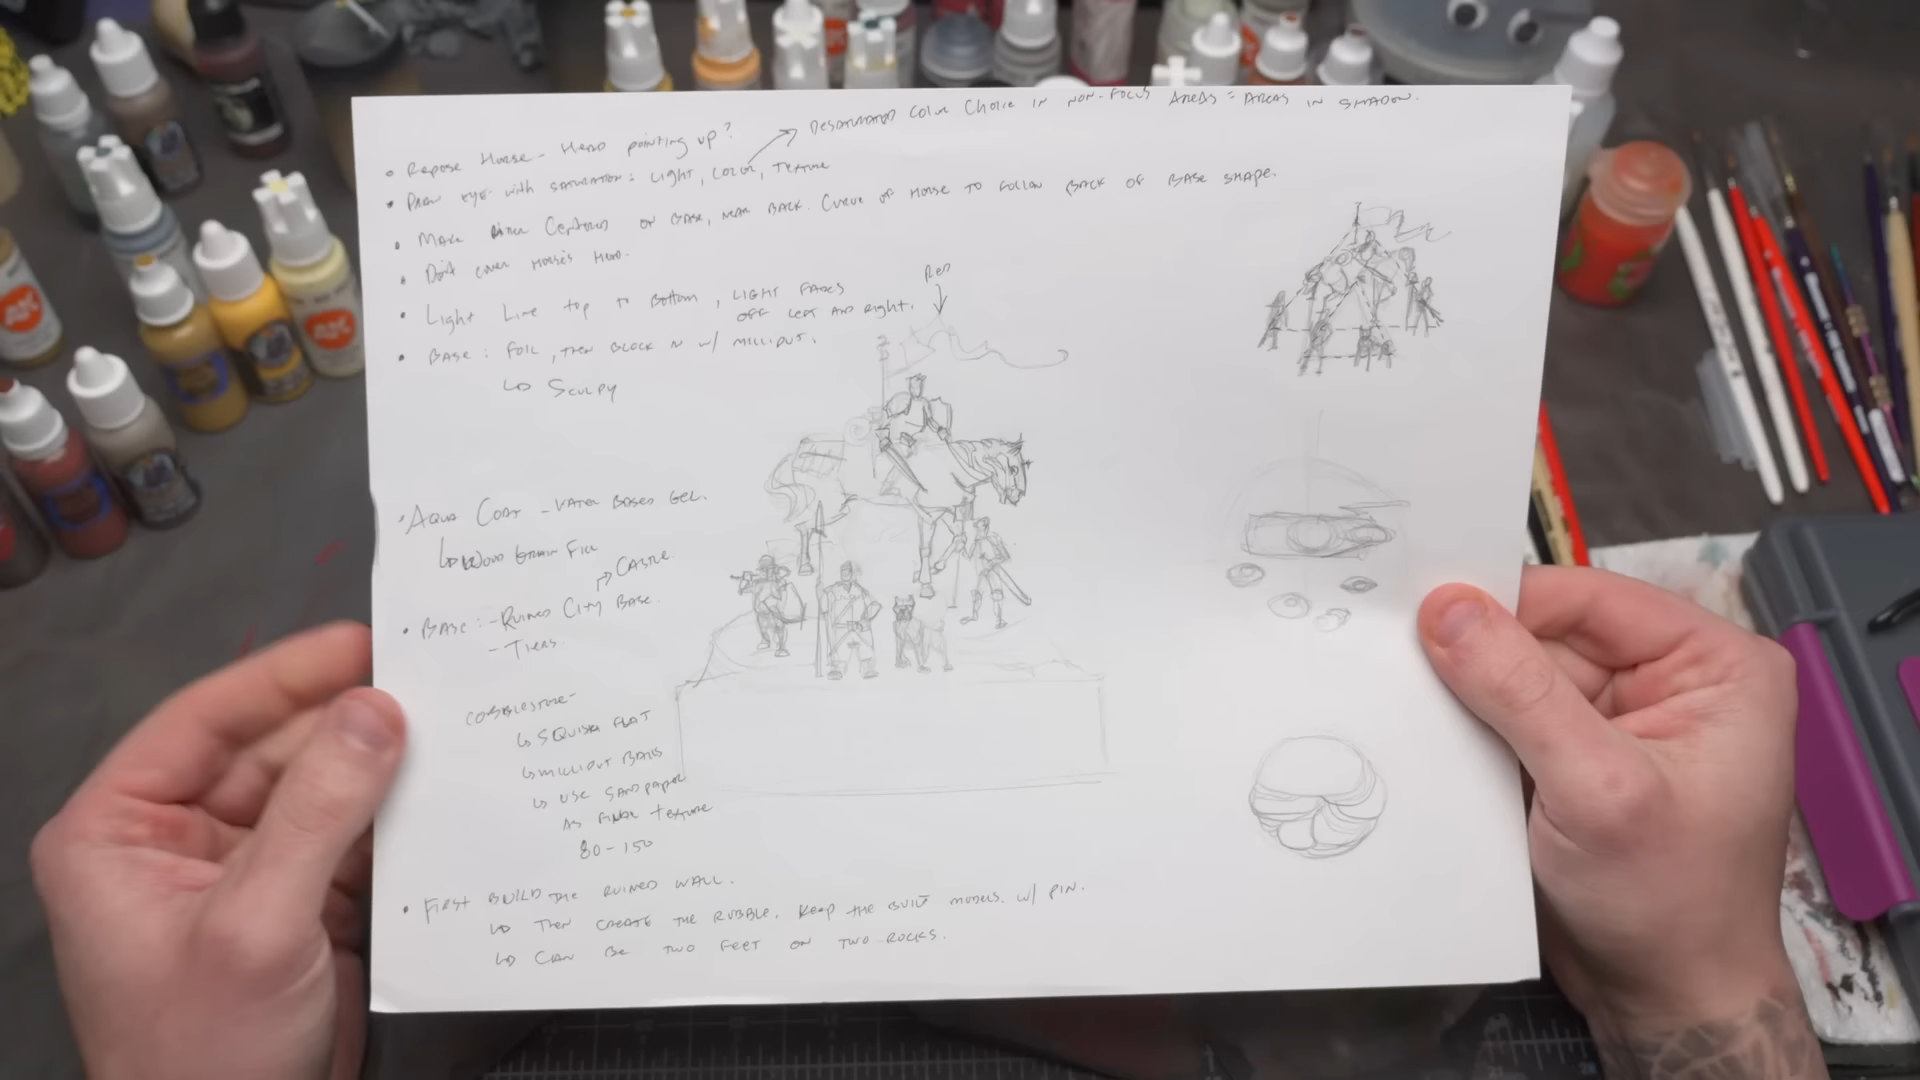 • Repose Horse - Head pointing up?
→ Desaturated Color Choice in non-focus areas = areas in shadow.
• Draw eye with saturation: Light, Color, Texture
• Make Rider Centered on Base, near back. Curve of horse to follow back of base shape.
• Don't cover horse's head.
• Light Line top to bottom, LIGHT FADES
off left and right.
Red
• BASE: Foil, then block in w/ milliput.
↳ Sculpy
• Aqua Coat - water based gel.
↳ Wood Grain Fill
→ Castle
• BASE: - Ruined City Base.
- Tiers.
Cobblestone -
↳ Squish flat
↳ milliput balls
↳ use sandpaper
as final texture
80-150
• First BUILD the ruined wall.
↳ Then create the rubble. Keep the built models w/ pin.
↳ Can be two feet on two rocks.
AK
AK